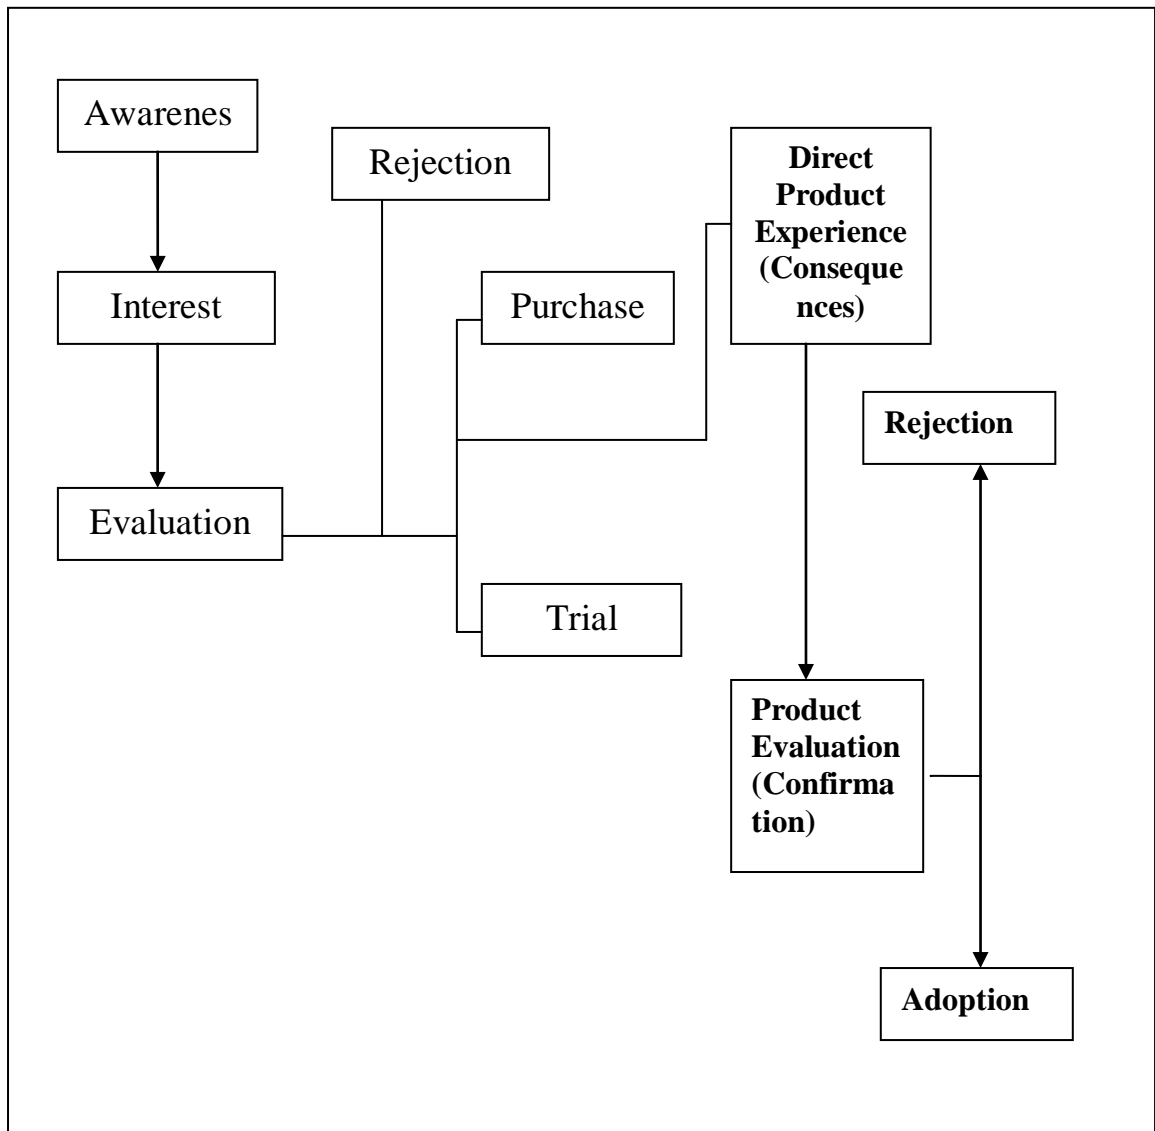 Awarenes
Interest
Evaluation
Rejection
Purchase
Trial
Direct
Product
Experience
(Conseque
nces)
Product
Evaluation
(Confirma
tion)
Rejection
Adoption